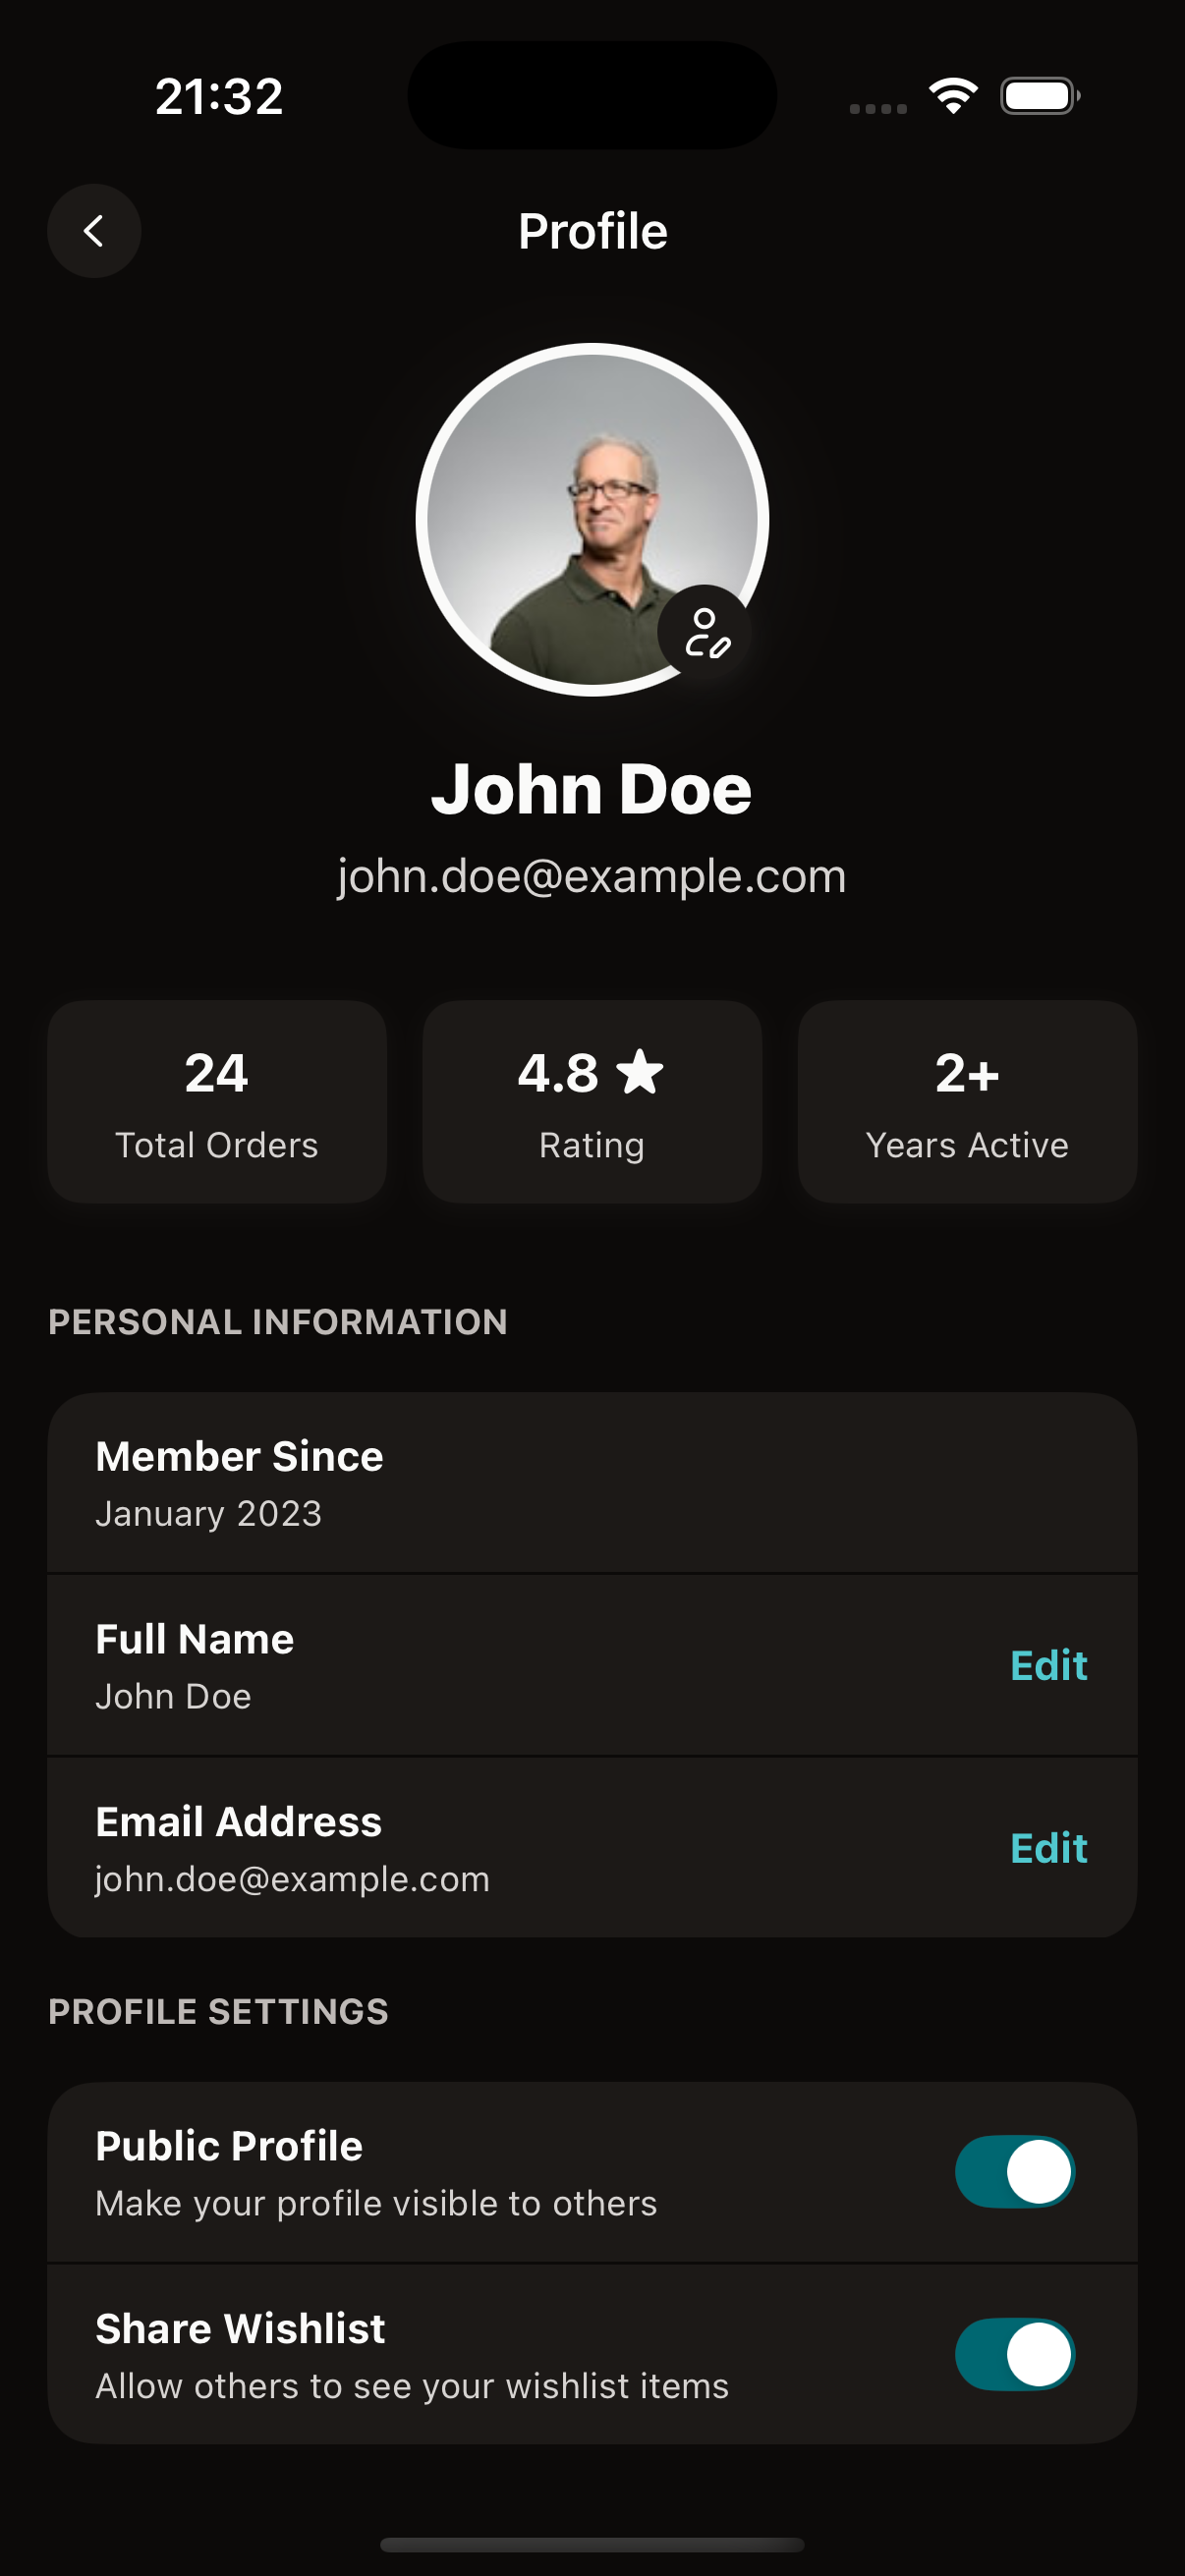 21:32
Profile
John Doe
john.doe@example.com
24
Total Orders
4.8 ★
Rating
2+
Years Active
PERSONAL INFORMATION
Member Since
January 2023
Full Name
John Doe
Edit
Email Address
john.doe@example.com
Edit
PROFILE SETTINGS
Public Profile
Make your profile visible to others
Share Wishlist
Allow others to see your wishlist items